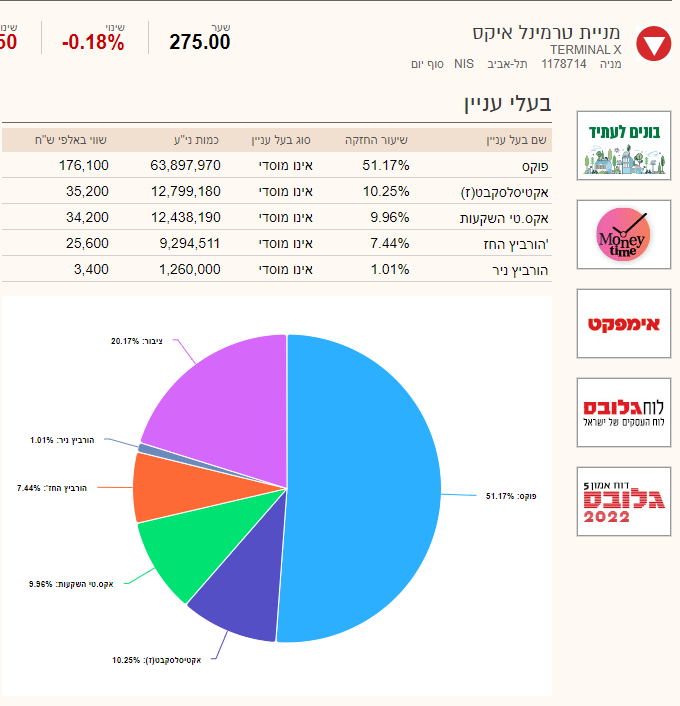 מניית טרמינל איקס
TERMINAL X
מניה 1178714 תל-אביב NIS סוף יום
שער
275.00
שינוי
-0.18%
בעלי עניין
שם בעל עניין שיעור החזקה סוג בעל עניין כמות ני"ע שווי באלפי ש"ח
פוקס 51.17% אינו מוסדי 63,897,970 176,100
אקטיסלסקבט(ז) 10.25% אינו מוסדי 12,799,180 35,200
אקס.טי השקעות 9.96% אינו מוסדי 12,438,190 34,200
'הורביץ החז 7.44% אינו מוסדי 9,294,511 25,600
הורביץ ניר 1.01% אינו מוסדי 1,260,000 3,400
ציבור: 20.17%
הורביץ ניר: 1.01%
הורביץ החז': 7.44%
פוקס: 51.17%
אקס.טי השקעות: 9.96%
אקטיסלסקבט(ז): 10.25%
בונים לעתיד
Money
time
אימפקט
לוח גלובס
לוח העסקים של ישראל
דוח אמון 5
גלובס
2022